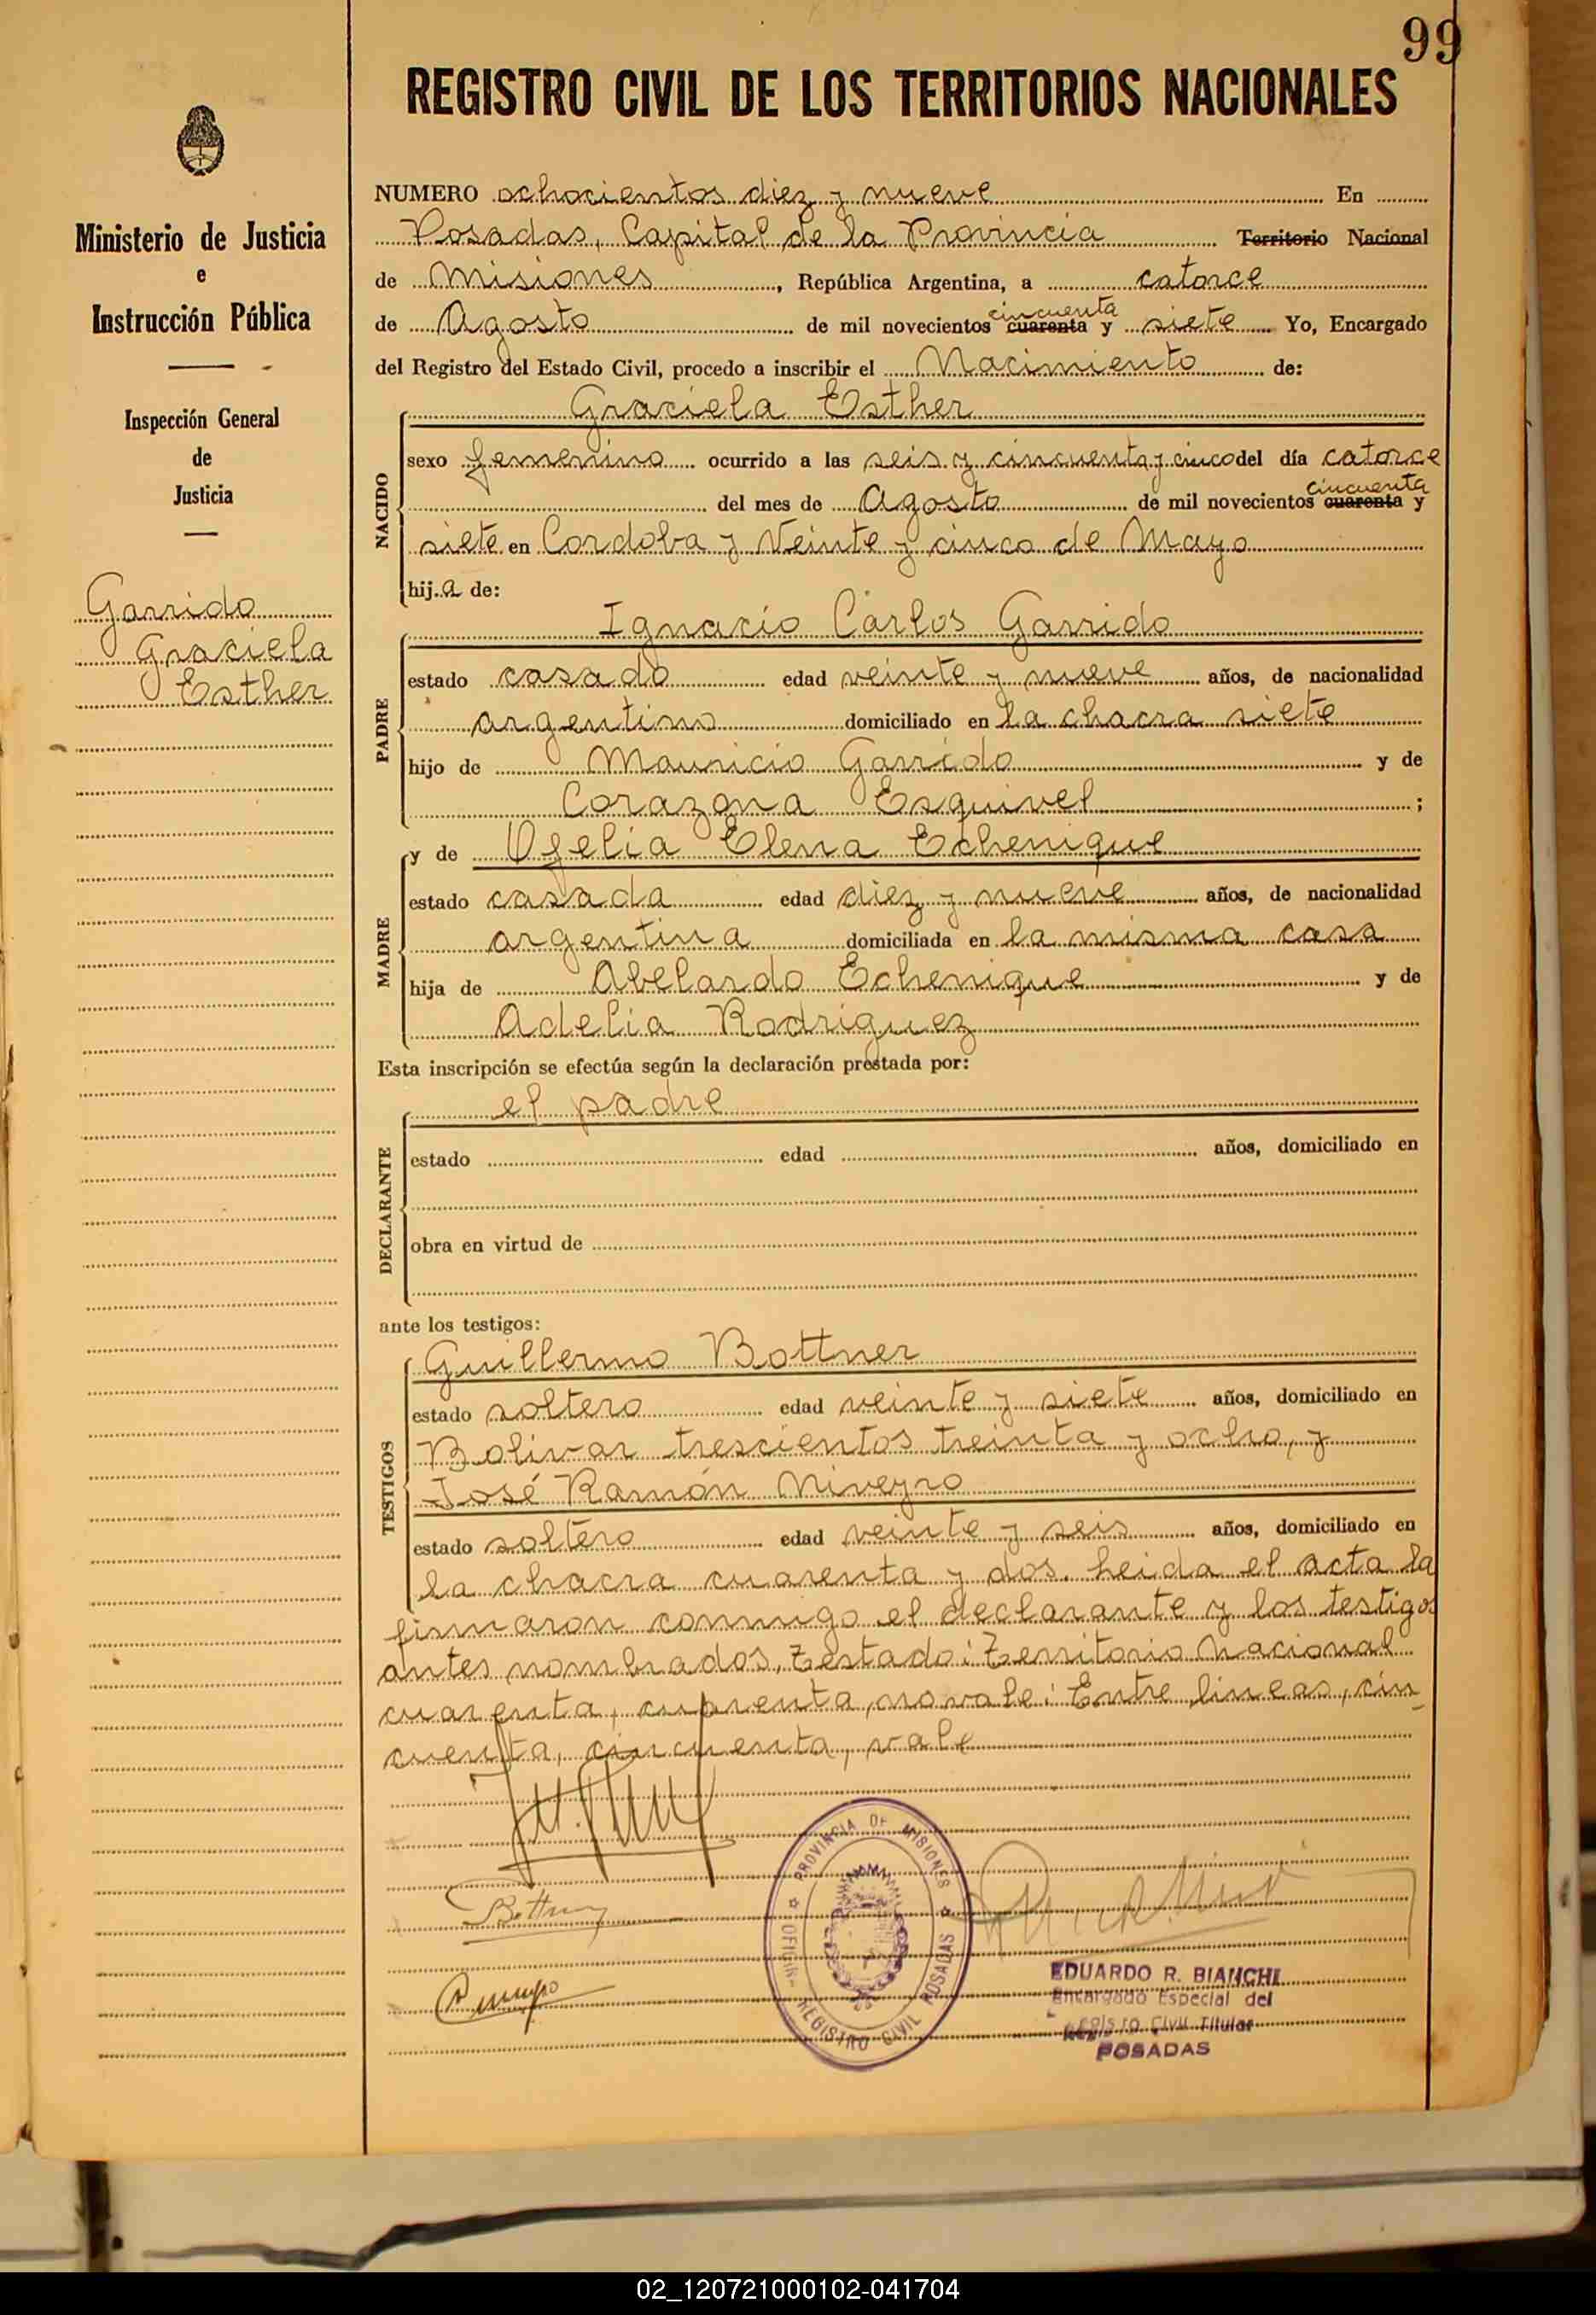 99
REGISTRO CIVIL DE LOS TERRITORIOS NACIONALES
Ministerio de Justicia
e
Instrucción Pública
Inspección General
de
Justicia
Garrido
Graciela
Esther
NUMERO ochocientos diez y nueve En
Posadas, Capital de la Provincia Territorio Nacional
de Misiones, República Argentina, a catorce
de Agosto de mil novecientos cuarenta cincuenta y siete Yo, Encargado
del Registro del Estado Civil, procedo a inscribir el Nacimiento de:
NACIDO
Graciela Esther
sexo femenino ocurrido a las seis y cincuenta y cinco del día catorce
del mes de Agosto de mil novecientos cuarenta cincuenta y
siete en Cordoba y Veinte y cinco de Mayo
hija de:
PADRE
Ignacio Carlos Garrido
estado casado edad veinte y nueve años, de nacionalidad
argentino domiciliado en la chacra siete
hijo de Mauricio Garrido y de
Corazona Esquivel ;
MADRE
y de Ofelia Elena Echenique
estado casada edad diez y nueve años, de nacionalidad
argentina domiciliada en la misma casa
hija de Abelardo Echenique y de
Adelia Rodriguez
Esta inscripción se efectúa según la declaración prestada por:
DECLARANTE
el padre
estado edad años, domiciliado en
obra en virtud de
ante los testigos:
TESTIGOS
Guillermo Bottner
estado soltero edad veinte y siete años, domiciliado en
Bolivar trescientos treinta y ocho, y
José Ramón Niveyro
estado soltero edad veinte y seis años, domiciliado en
la chacra cuarenta y dos. Leida el acta la
firmaron conmigo el declarante y los testigos
antes nombrados, Testado: Territorio Nacional
cuarenta, cuarenta, no vale: Entre lineas, cin-
cuenta, cincuenta, vale
PROVINCIA DE MISIONES
REGISTRO CIVIL POSADAS
EDUARDO R. BIANCHI
Encargado Especial del
Registro Civil Titular
POSADAS
02_120721000102-041704